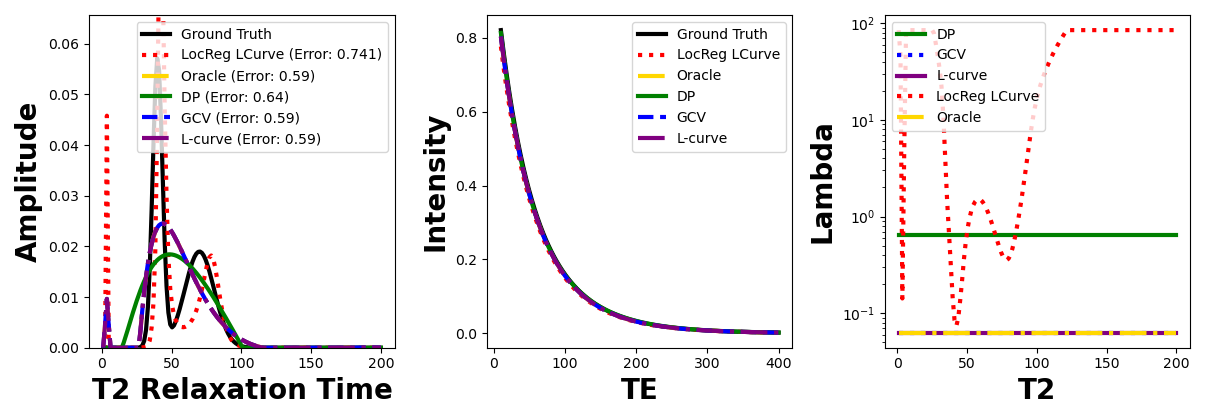 Amplitude
0.06
0.05
0.04
0.03
0.02
0.01
0.00
0
50
100
150
200
T2 Relaxation Time
Ground Truth
LocReg LCurve (Error: 0.741)
Oracle (Error: 0.59)
DP (Error: 0.64)
GCV (Error: 0.59)
L-curve (Error: 0.59)
Intensity
0.8
0.6
0.4
0.2
0.0
0
100
200
300
400
TE
Ground Truth
LocReg LCurve
Oracle
DP
GCV
L-curve
Lambda
10²
10¹
10⁰
10⁻¹
0
50
100
150
200
T2
DP
GCV
L-curve
LocReg LCurve
Oracle